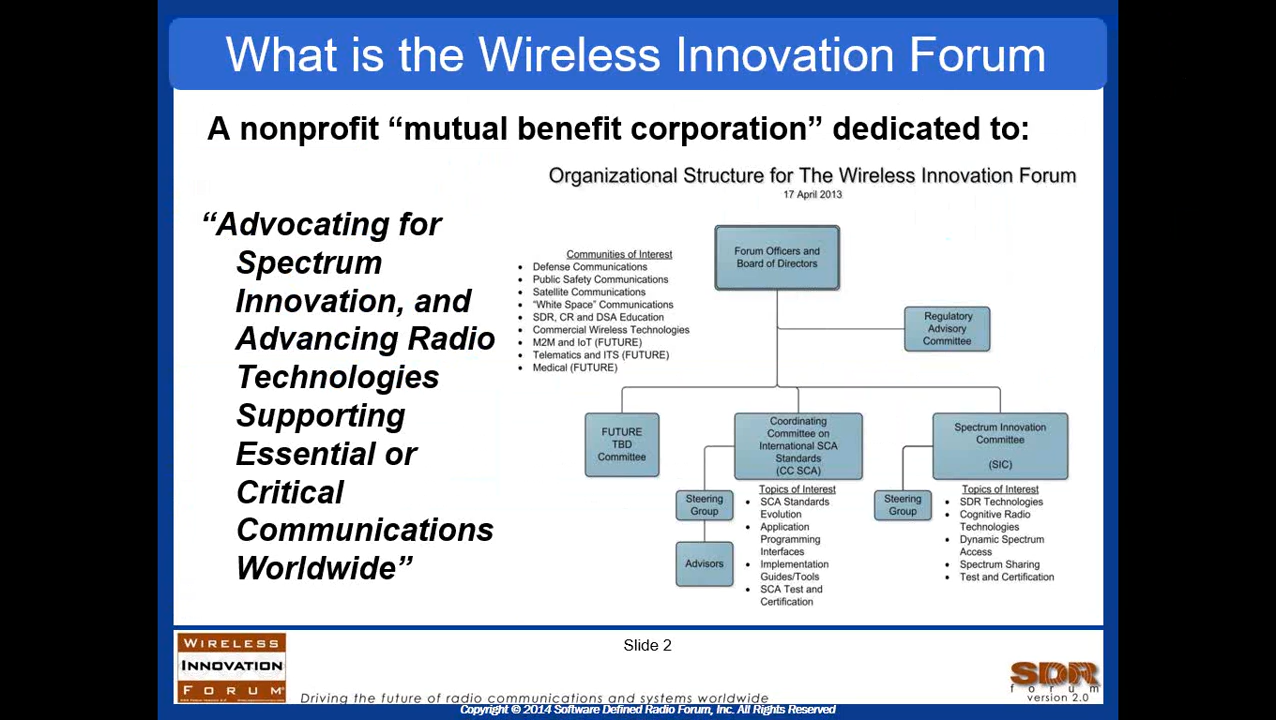 What is the Wireless Innovation Forum
A nonprofit “mutual benefit corporation” dedicated to:
“Advocating for
Spectrum
Innovation, and
Advancing Radio
Technologies
Supporting
Essential or
Critical
Communications
Worldwide”
Organizational Structure for The Wireless Innovation Forum
17 April 2013
Communities of Interest
• Defense Communications
• Public Safety Communications
• Satellite Communications
• “White Space” Communications
• SDR, CR and DSA Education
• Commercial Wireless Technologies
• M2M and IoT (FUTURE)
• Telematics and ITS (FUTURE)
• Medical (FUTURE)
Forum Officers and
Board of Directors
Regulatory
Advisory
Committee
FUTURE
TBD
Committee
Coordinating
Committee on
International SCA
Standards
(CC SCA)
Steering
Group
Advisors
Topics of Interest
• SCA Standards
Evolution
• Application
Programming
Interfaces
• Implementation
Guides/Tools
• SCA Test and
Certification
Spectrum Innovation
Committee
(SIC)
Steering
Group
Topics of Interest
• SDR Technologies
• Cognitive Radio
Technologies
• Dynamic Spectrum
Access
• Spectrum Sharing
• Test and Certification
WIRELESS
INNOVATION
FORUM
Slide 2
Driving the future of radio communications and systems worldwide
SDR
forum
version 2.0
Copyright © 2014 Software Defined Radio Forum, Inc. All Rights Reserved